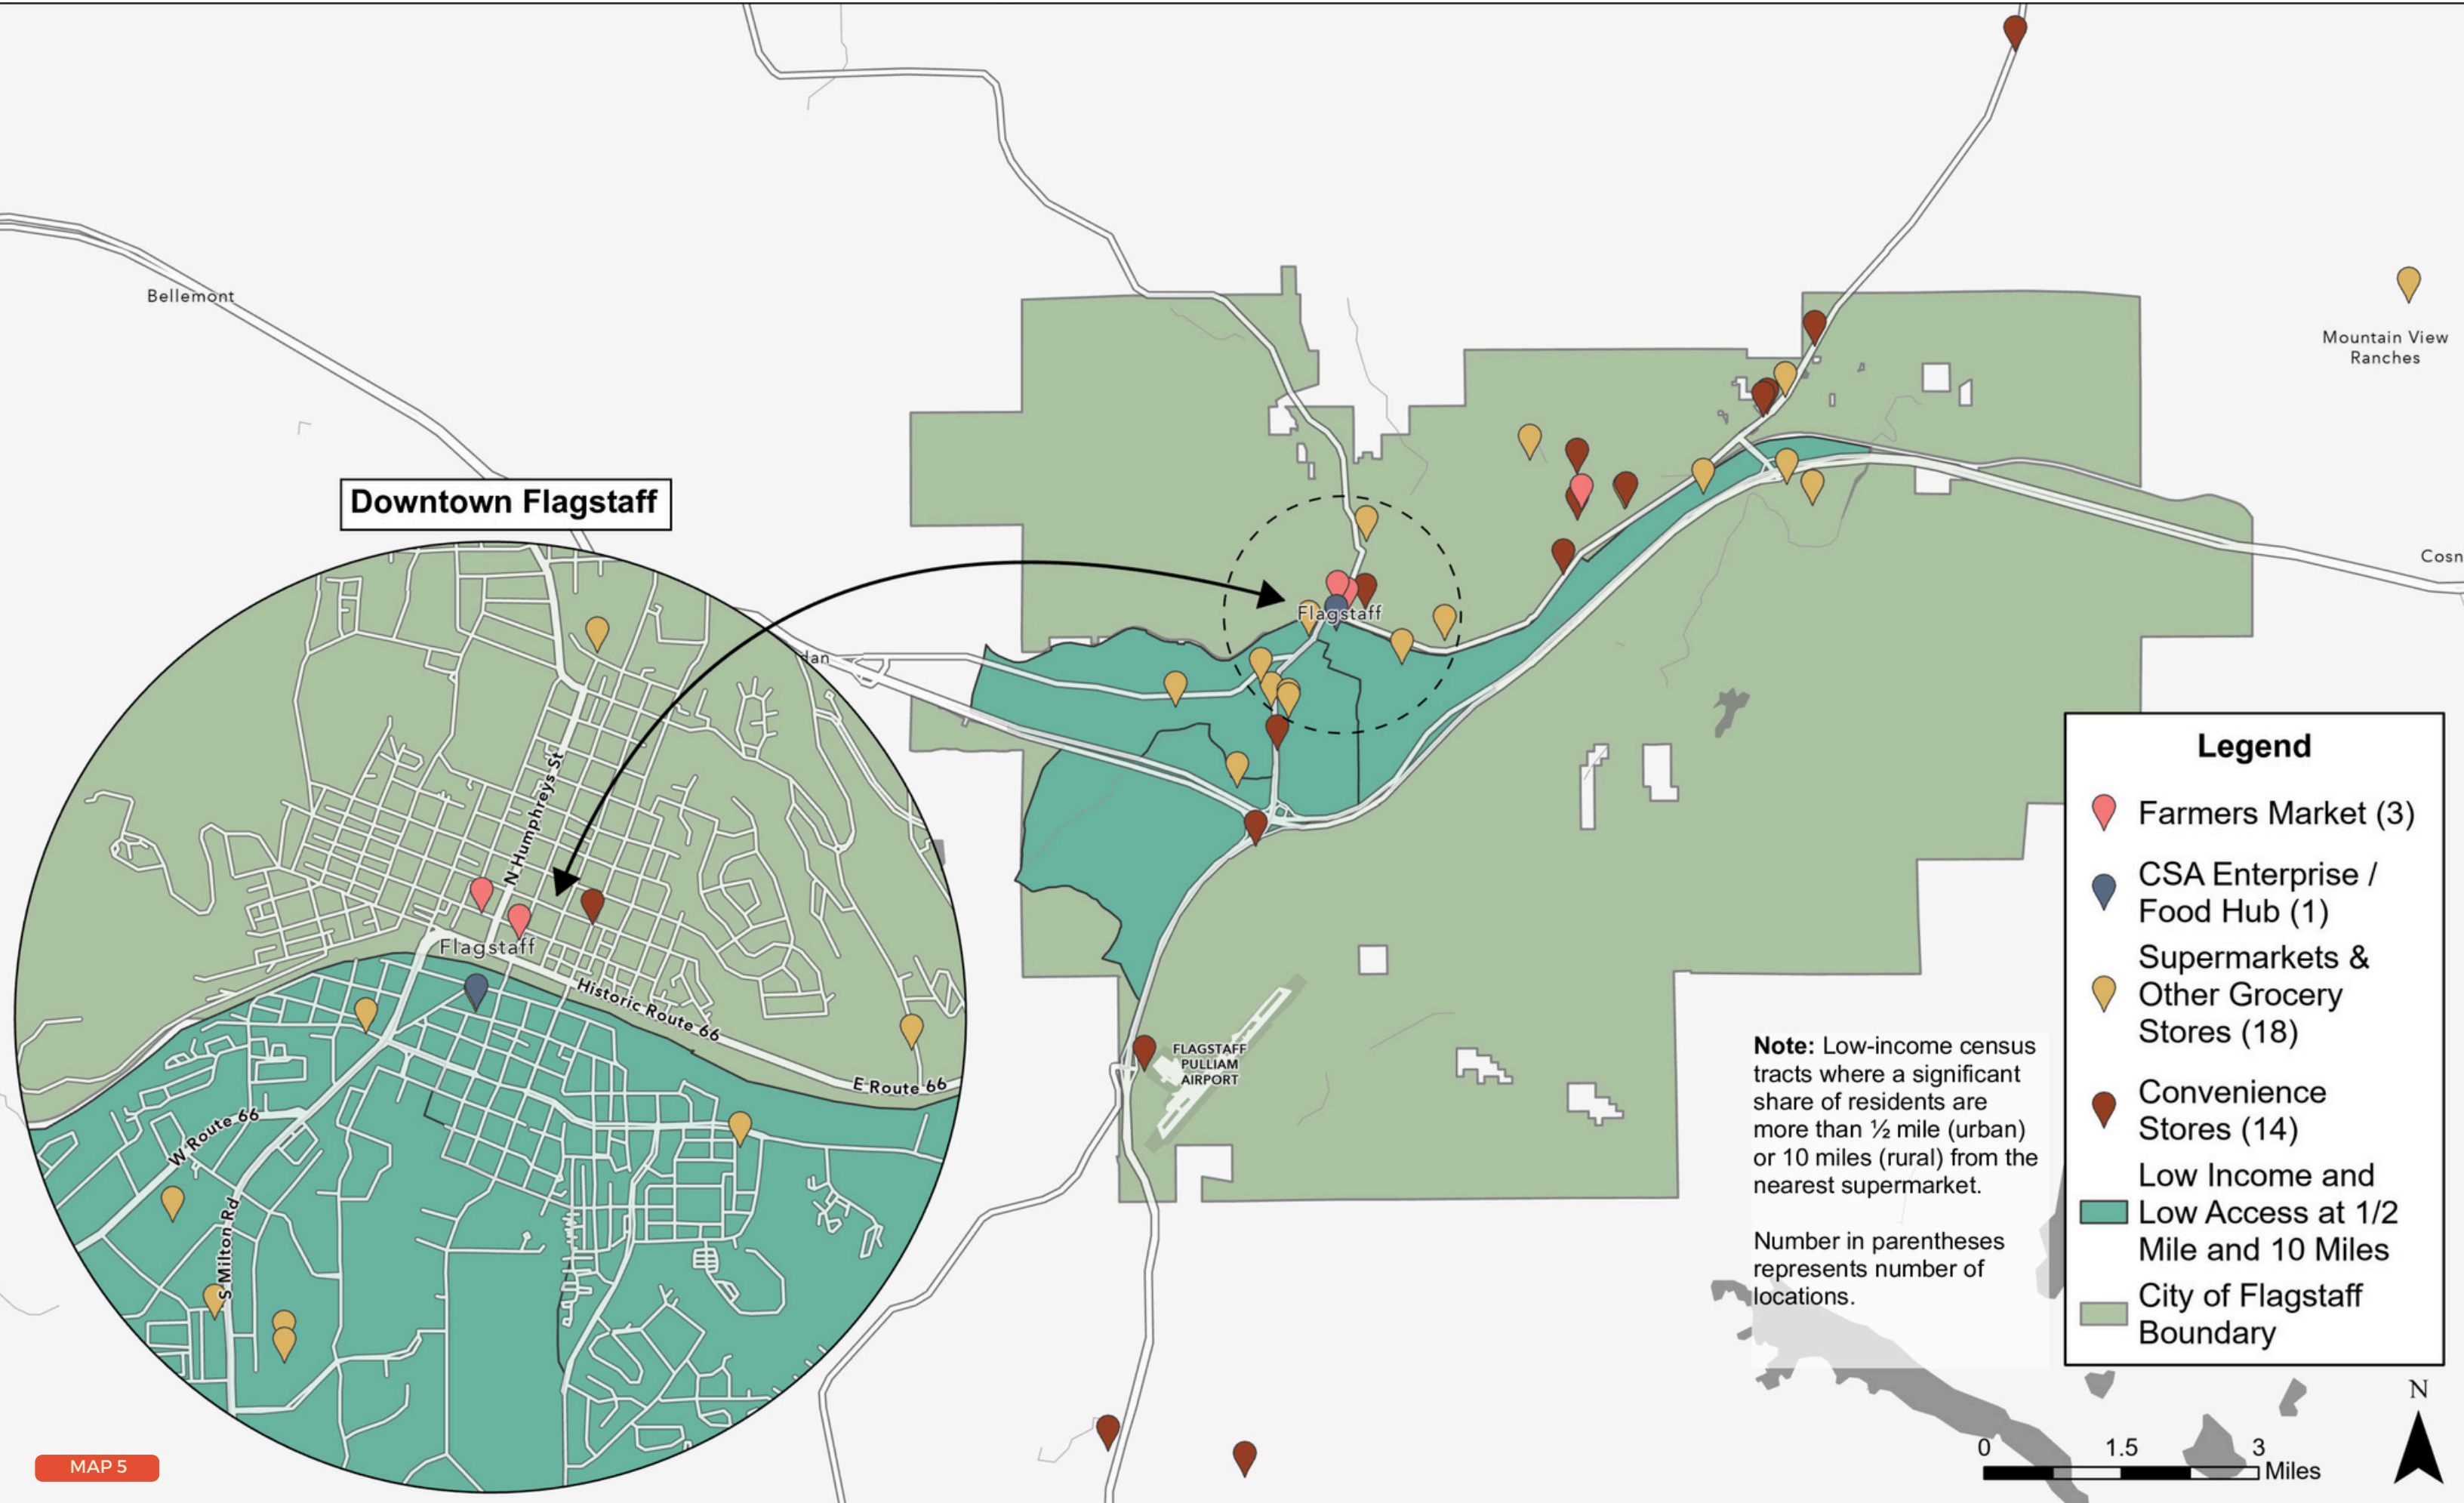 Bellemont
Mountain View
Ranches
Downtown Flagstaff
Cosn
Flagstaff
dan
N Humphreys St
Flagstaff
Historic Route 66
E Route 66
W Route 66
S Milton Rd
FLAGSTAFF
PULLIAM
AIRPORT
Legend
Farmers Market (3)
CSA Enterprise /
Food Hub (1)
Supermarkets &
Other Grocery
Stores (18)
Convenience
Stores (14)
Low Income and
Low Access at 1/2
Mile and 10 Miles
City of Flagstaff
Boundary
Note: Low-income census
tracts where a significant
share of residents are
more than ½ mile (urban)
or 10 miles (rural) from the
nearest supermarket.
Number in parentheses
represents number of
locations.
N
0 1.5 3
Miles
MAP 5